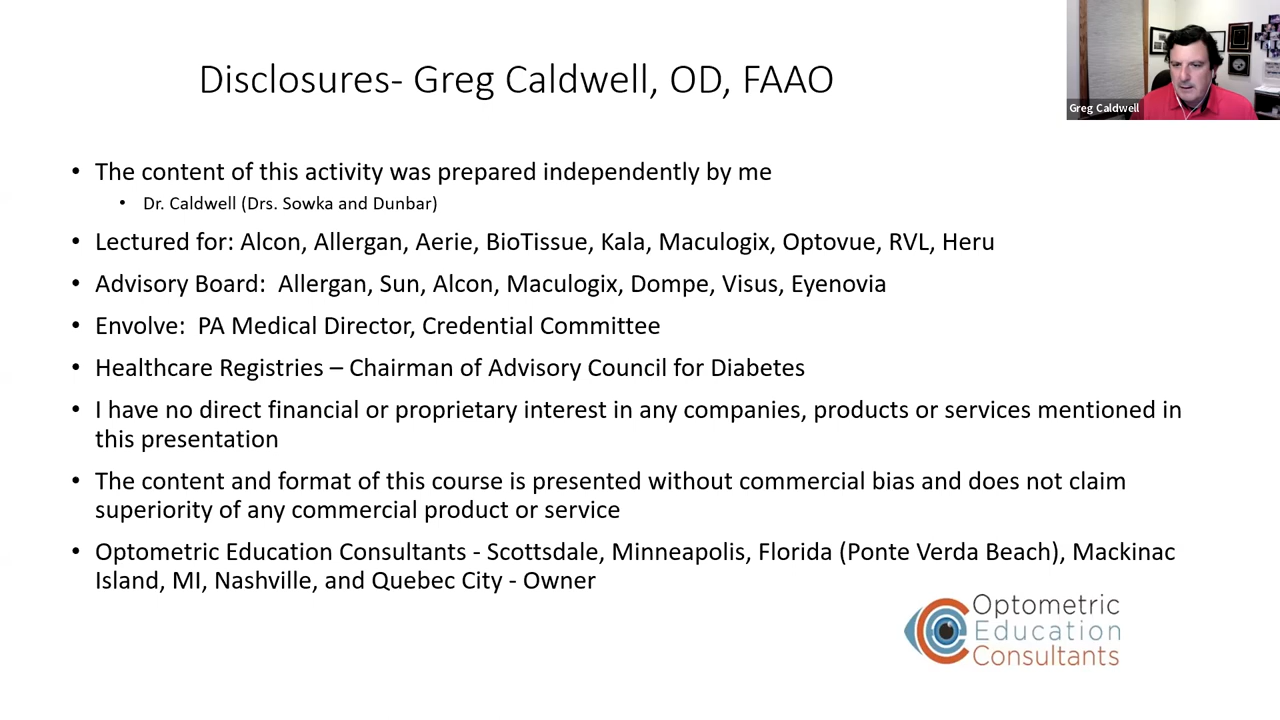 Disclosures- Greg Caldwell, OD, FAAO
Greg Caldwell
• The content of this activity was prepared independently by me
• Dr. Caldwell (Drs. Sowka and Dunbar)
• Lectured for: Alcon, Allergan, Aerie, BioTissue, Kala, Maculogix, Optovue, RVL, Heru
• Advisory Board:  Allergan, Sun, Alcon, Maculogix, Dompe, Visus, Eyenovia
• Envolve:  PA Medical Director, Credential Committee
• Healthcare Registries – Chairman of Advisory Council for Diabetes
• I have no direct financial or proprietary interest in any companies, products or services mentioned in
this presentation
• The content and format of this course is presented without commercial bias and does not claim
superiority of any commercial product or service
• Optometric Education Consultants - Scottsdale, Minneapolis, Florida (Ponte Verda Beach), Mackinac
Island, MI, Nashville, and Quebec City - Owner
Optometric
Education
Consultants